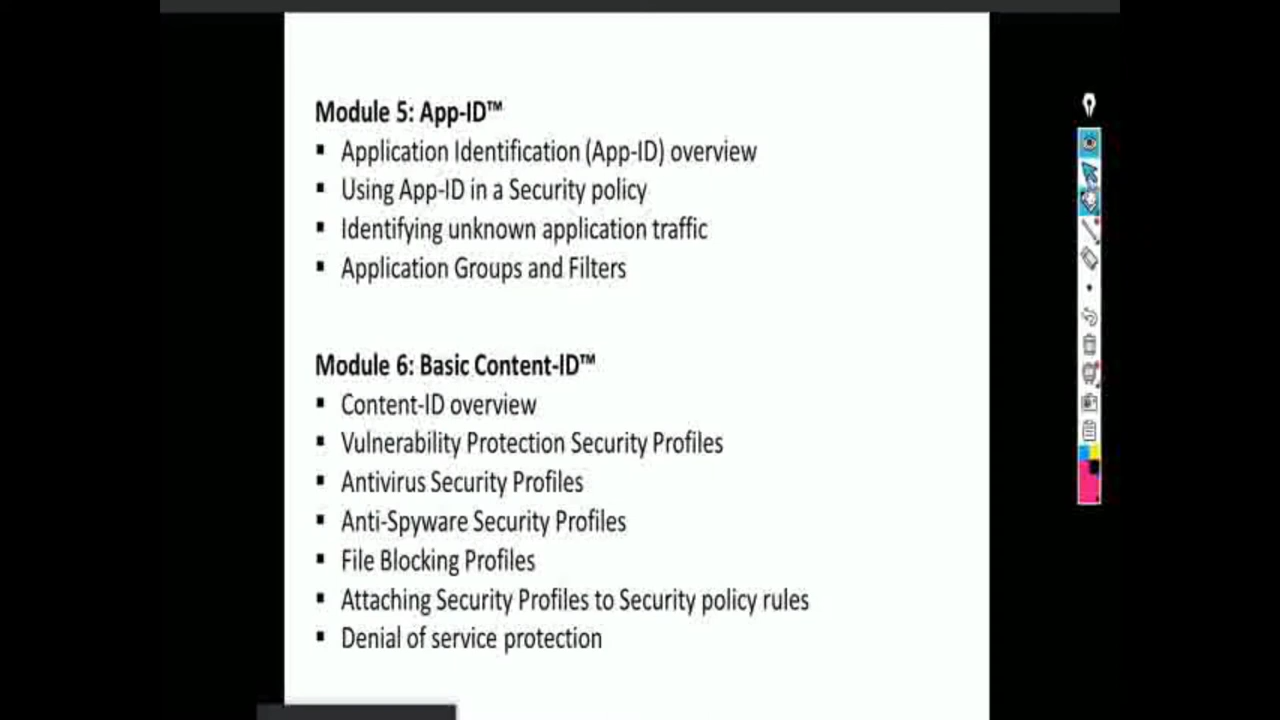 Module 5: App-ID™
▪ Application Identification (App-ID) overview
▪ Using App-ID in a Security policy
▪ Identifying unknown application traffic
▪ Application Groups and Filters
Module 6: Basic Content-ID™
▪ Content-ID overview
▪ Vulnerability Protection Security Profiles
▪ Antivirus Security Profiles
▪ Anti-Spyware Security Profiles
▪ File Blocking Profiles
▪ Attaching Security Profiles to Security policy rules
▪ Denial of service protection